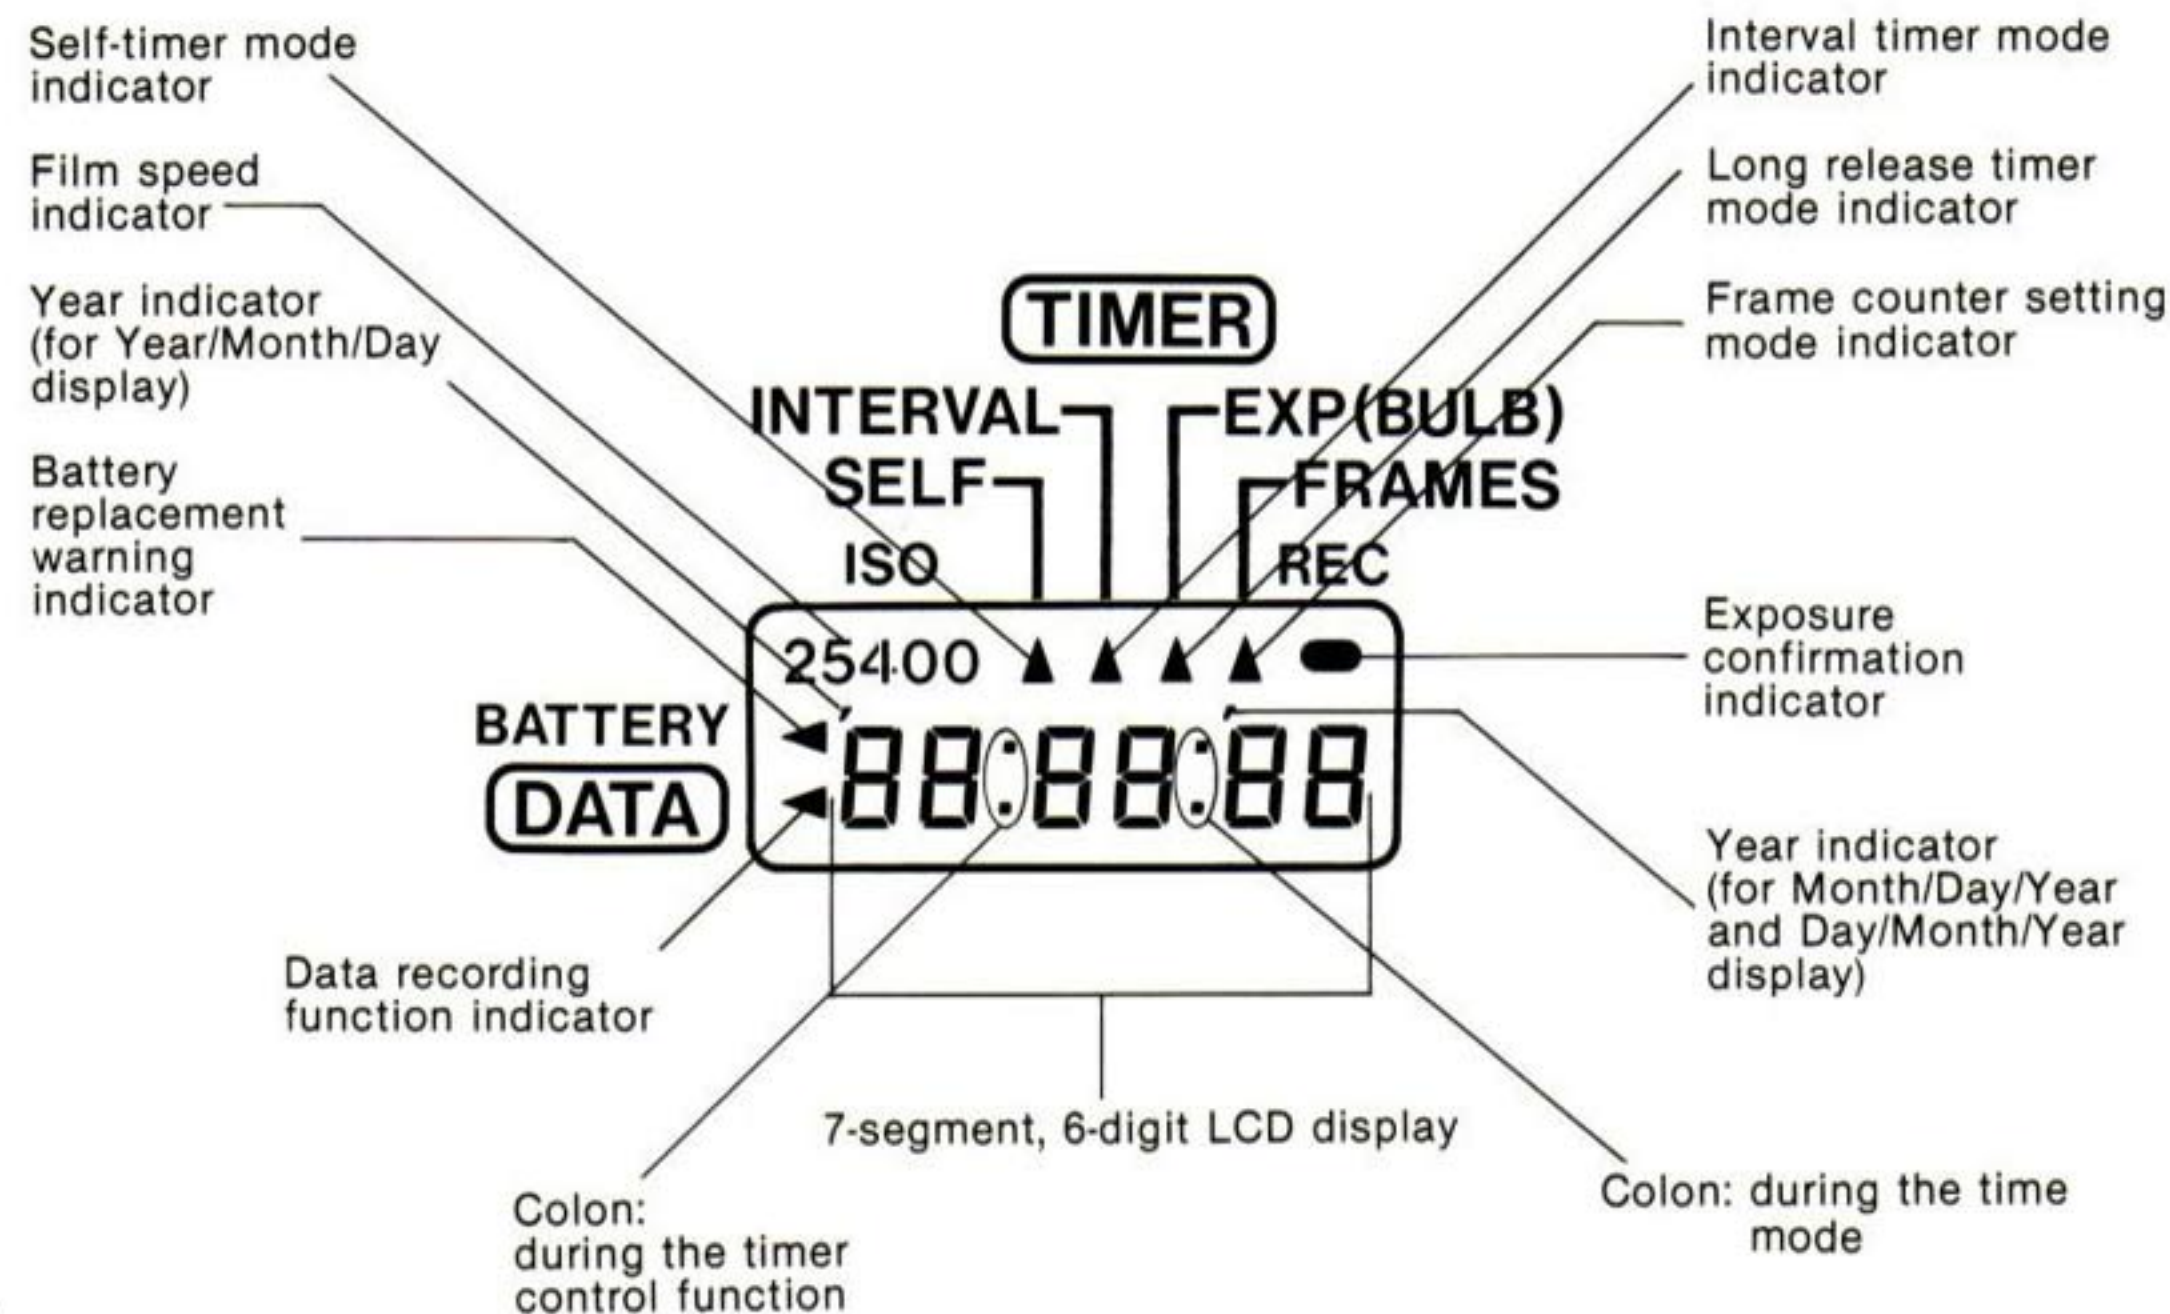 Self-timer mode
indicator
Film speed
indicator
Year indicator
(for Year/Month/Day
display)
Battery
replacement
warning
indicator
Interval timer mode
indicator
Long release timer
mode indicator
Frame counter setting
mode indicator
TIMER
INTERVAL
EXP(BULB)
SELF
FRAMES
ISO
REC
25400
BATTERY
DATA
88:88:88
Exposure
confirmation
indicator
Year indicator
(for Month/Day/Year
and Day/Month/Year
display)
Data recording
function indicator
7-segment, 6-digit LCD display
Colon:
during the timer
control function
Colon: during the time
mode